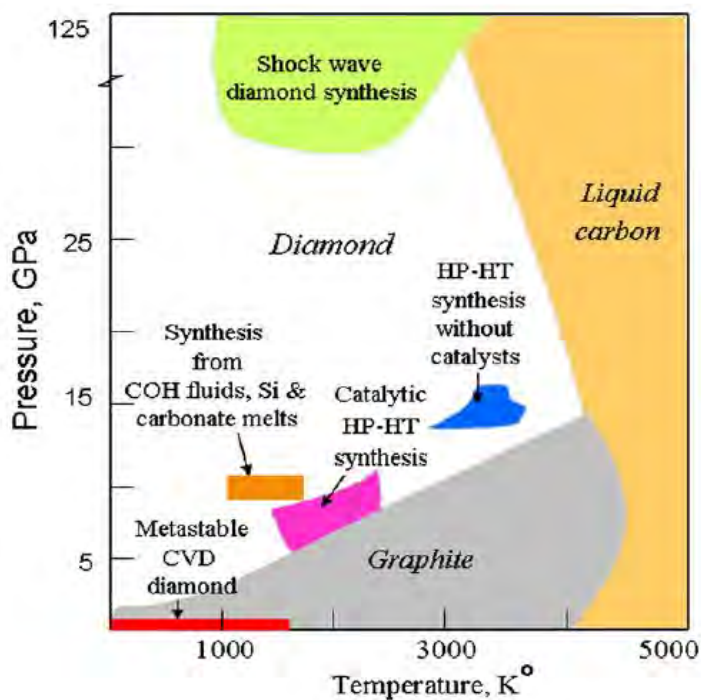 125
Shock wave
diamond synthesis
Liquid
carbon
25
Diamond
HP-HT
synthesis
without
catalysts
Pressure, GPa
Synthesis
from
COH fluids, Si &
carbonate melts
15
Catalytic
HP-HT
synthesis
Metastable
CVD
diamond
5
Graphite
1000
3000
5000
Temperature, K°